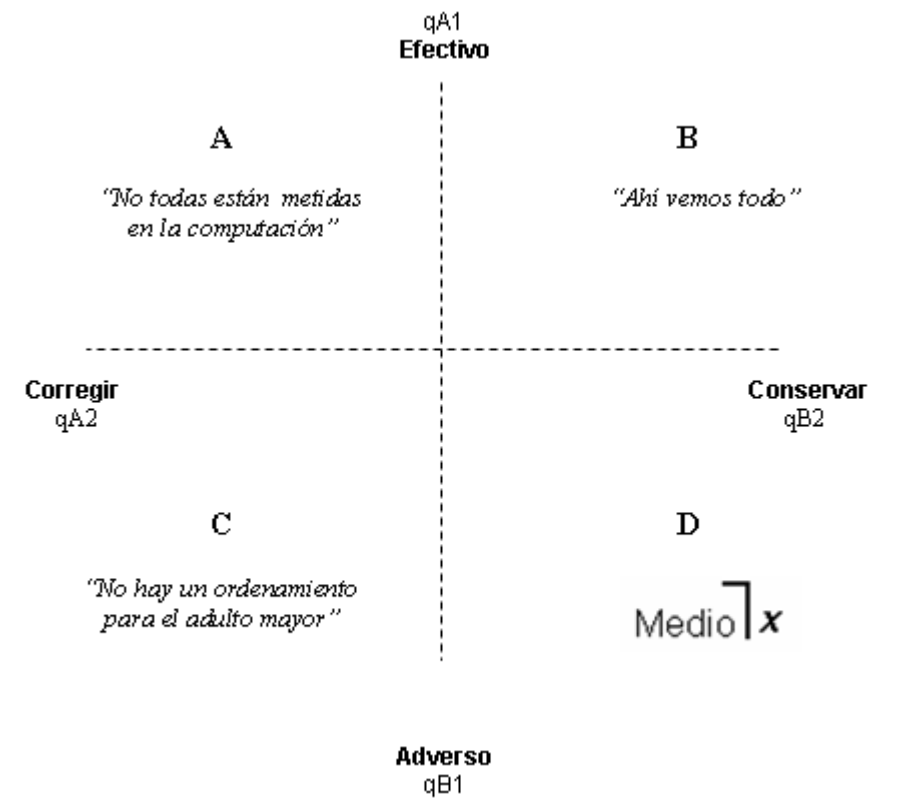 qA1
Efectivo
A
B
“No todas están metidas
en la computación”
“Ahí vemos todo”
Corregir
qA2
Conservar
qB2
C
D
“No hay un ordenamiento
para el adulto mayor”
Medio x
Adverso
qB1